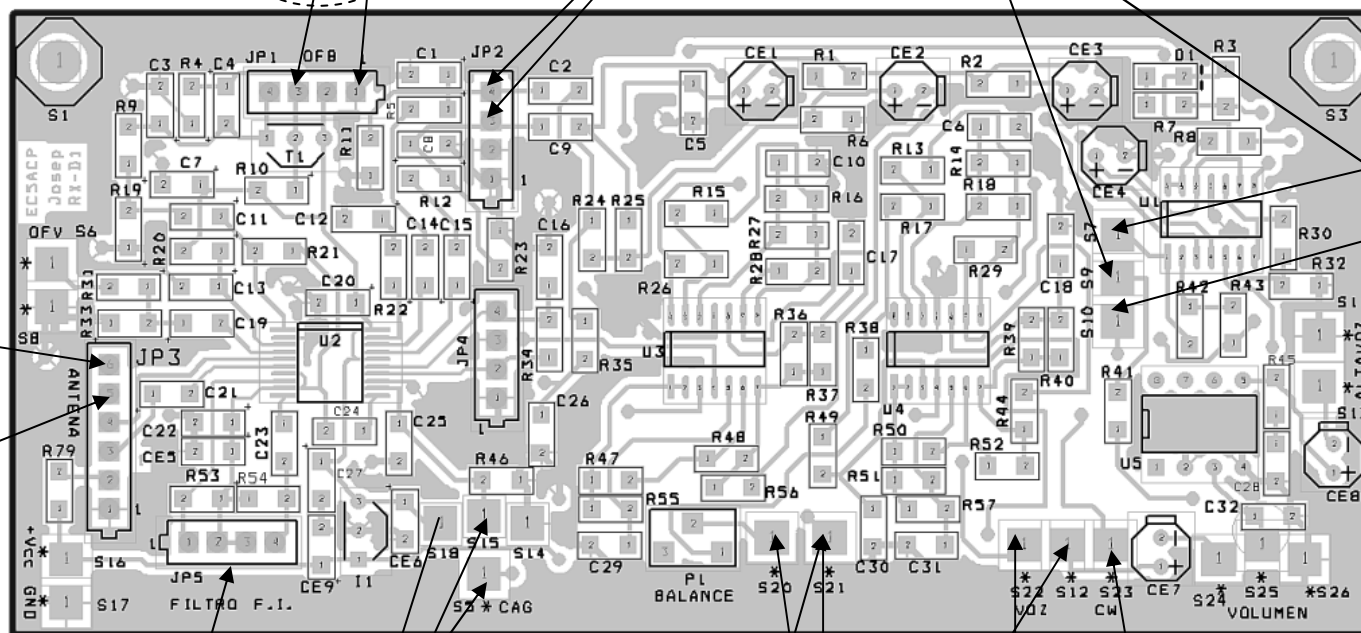 JP1 OFB
C1
JP2
CE1
R1
CE2
R2
CE3
D1
R3
C3 R4 C4
C2
S1
S3
R9
R5
R11
C8
C9
C5
R6
C6
R7
R8
T1
C7
R10
R12
C10
R13
R14
CE4
ECSACP
Josep
RX-D1
R19
C11
C12
C14 C15
R23
C16
R24 R25
R15
R16
R18
R17
U1
OFV S6
R20
R21
R27
R28
C17
R29
S7
R30
S8
R31
C13
C20
R22
R26
C18
S9
R32
R33
C19
U2
JP4
R34
R35
U3
R36
R37
R38
U4
R39
R40
S10
R42
R43
R41
R45
JP3
ANTENA
C21
C22
CE5
C23
C24
C25
C26
R44
U5
R79
R53
R54
C27
R46
R47
R48
R49
R50
R51
R52
C28
CE8
R55
R56
R57
C32
+Vcc
S16
S18
S15
S14
JP5
CE9
I1
CE6
C29
P1
S20
S21
C30
C31
S22
S12
S23
CE7
S24
S25
S26
GND
S17
FILTRO F.I.
S5 * CAG
BALANCE
VOZ
CW
VOLUMEN